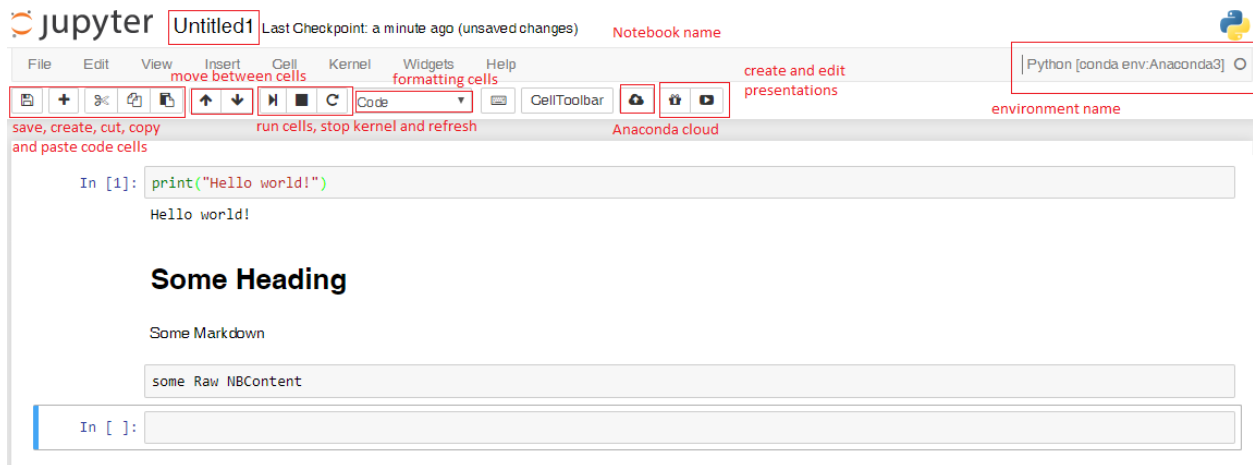 jupyter Untitled1 Last Checkpoint: a minute ago (unsaved changes)
Notebook name
File Edit View Insert Cell Kernel Widgets Help
Python [conda env:Anaconda3]
move between cells
formatting cells
create and edit
presentations
Code
CellToolbar
environment name
save, create, cut, copy
and paste code cells
run cells, stop kernel and refresh
Anaconda cloud
In [1]: print("Hello world!")
Hello world!
Some Heading
Some Markdown
some Raw NBContent
In [ ]: